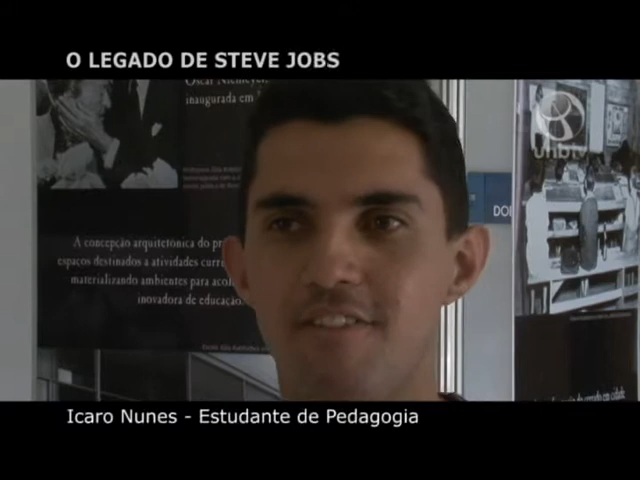 O LEGADO DE STEVE JOBS
Oscar Niemeyer
inaugurada em
unbtv
DO
A concepção arquitetônica do pr
espaços destinados a atividades curri
materializando ambientes para aco
inovadora de educação.
Icaro Nunes - Estudante de Pedagogia